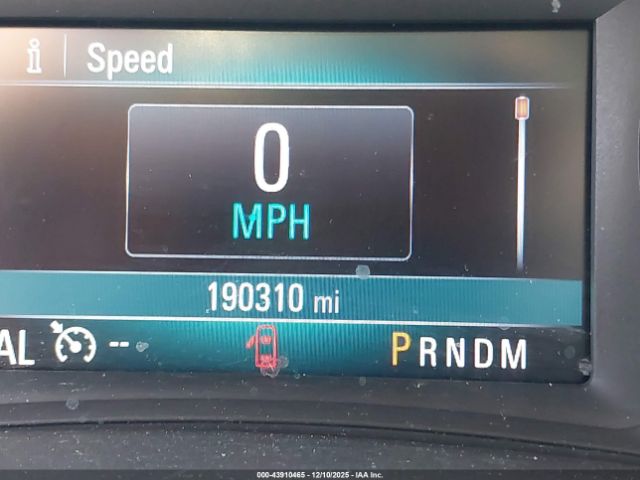 i Speed
0
MPH
190310 mi
AL -- PRNDM
000-43910465 - 12/10/2025 - IAA Inc.